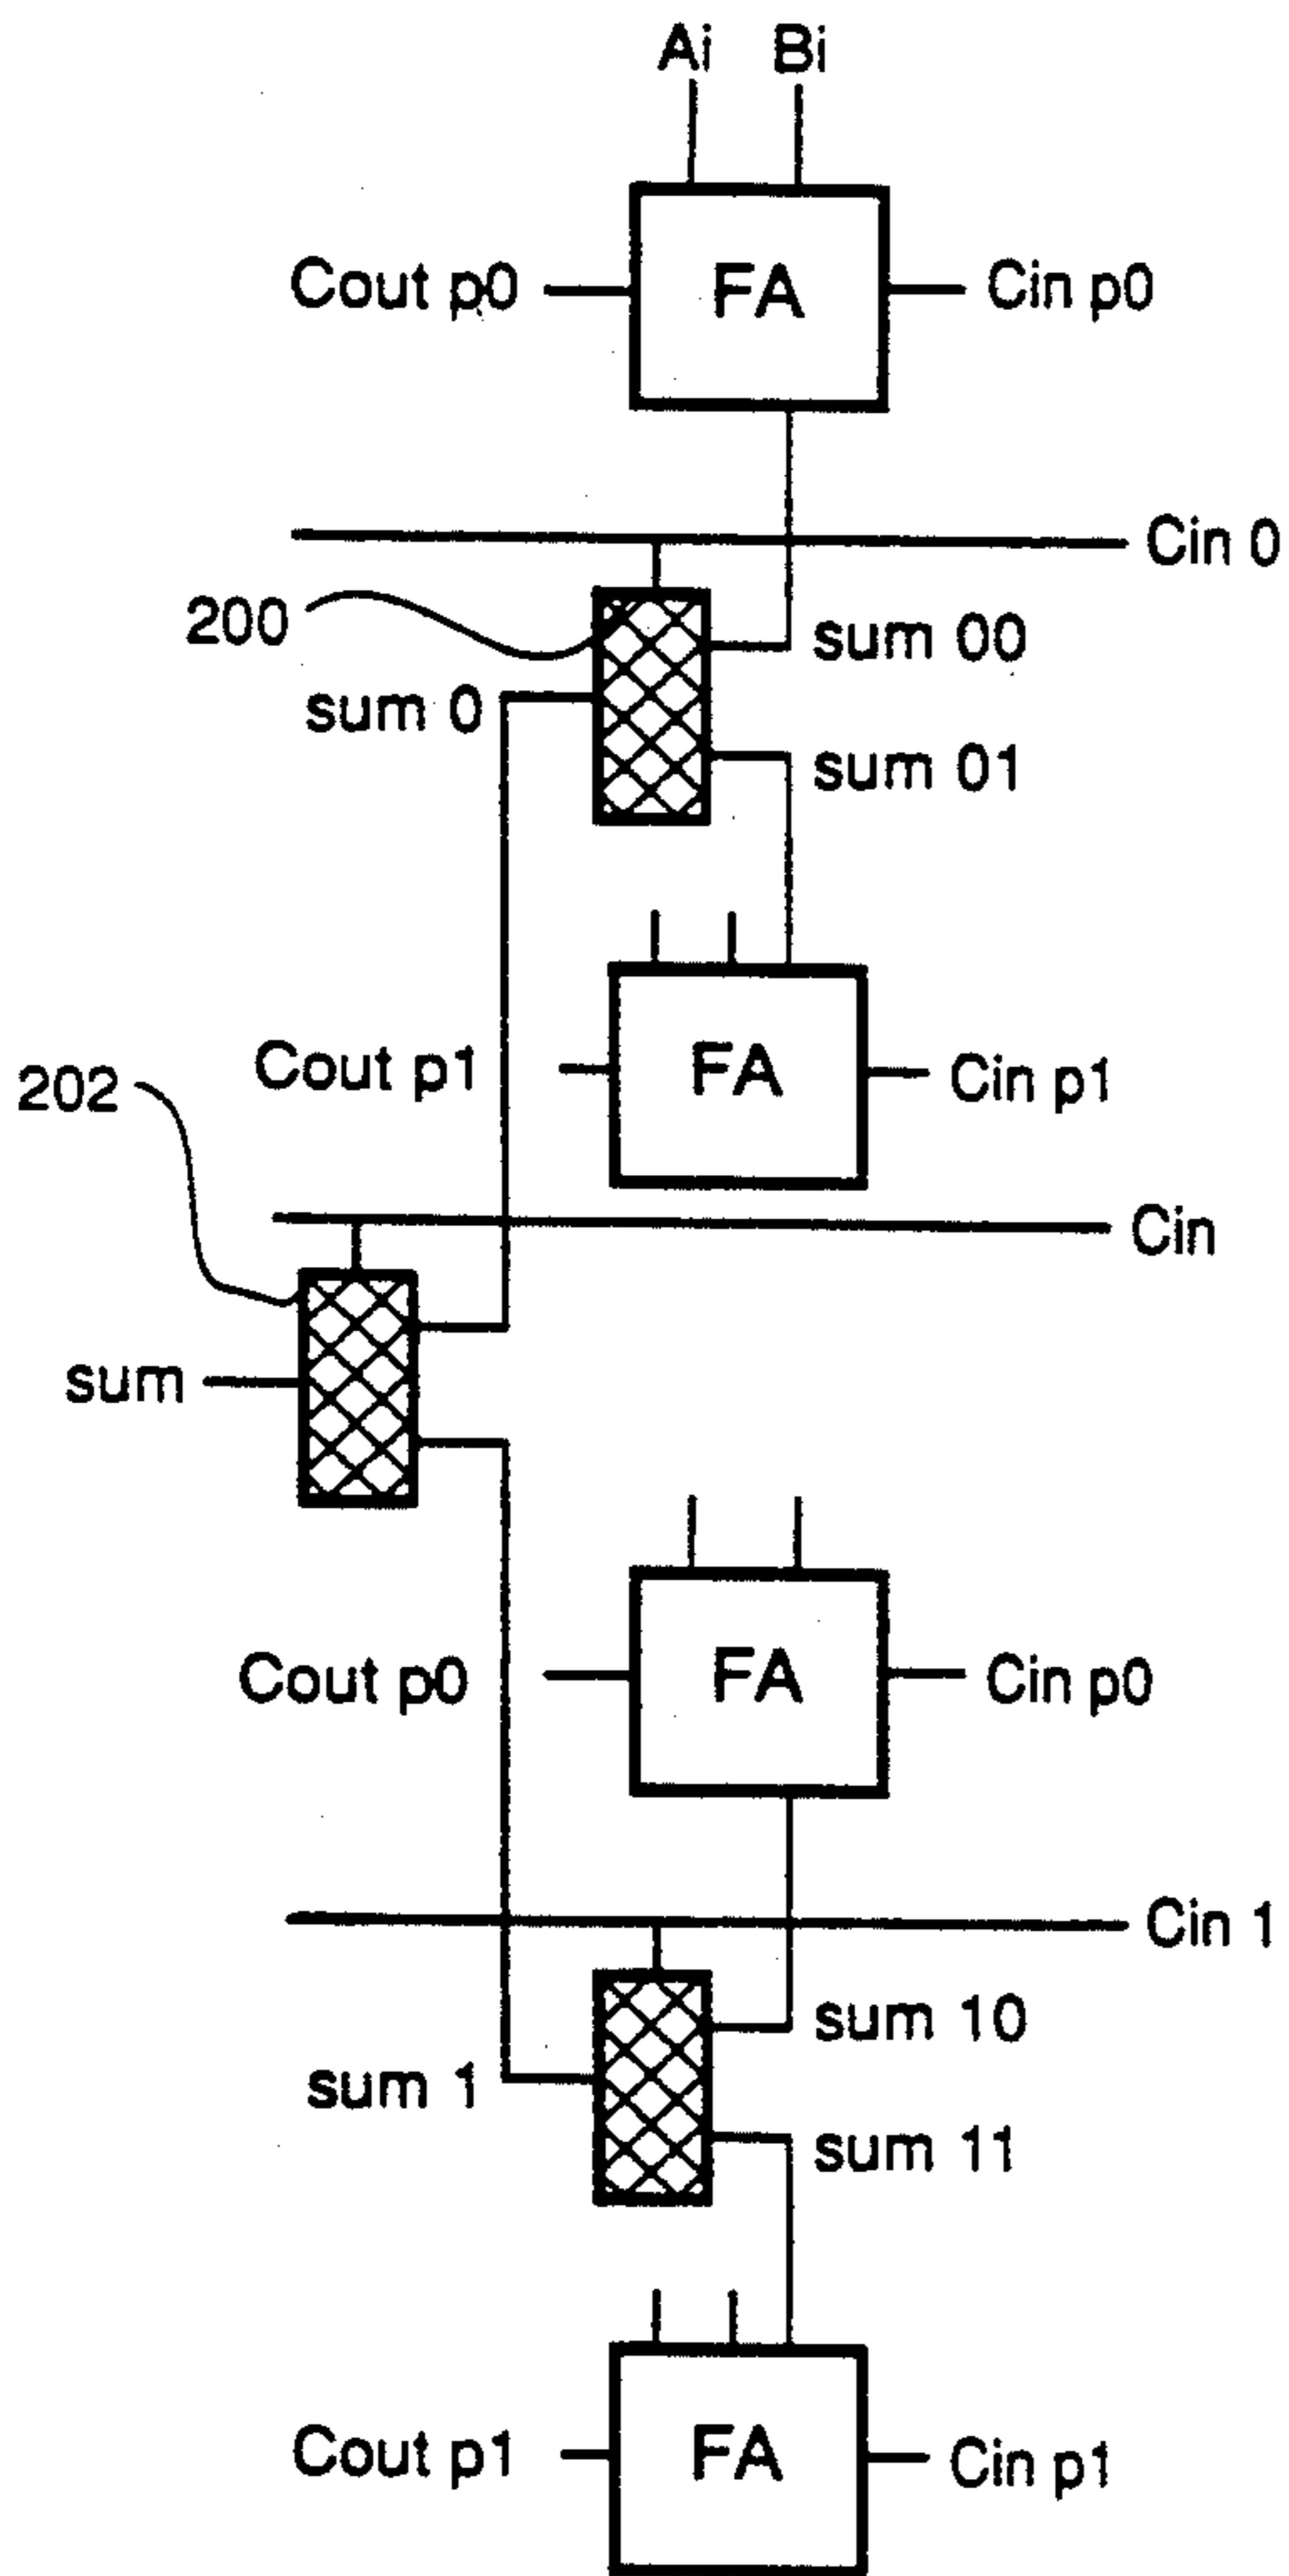 Ai Bi
Cout p0 FA Cin p0
Cin 0
200 sum 00
sum 0
sum 01
Cout p1 FA Cin p1
202
Cin
sum
Cout p0 FA Cin p0
Cin 1
sum 10
sum 1
sum 11
Cout p1 FA Cin p1